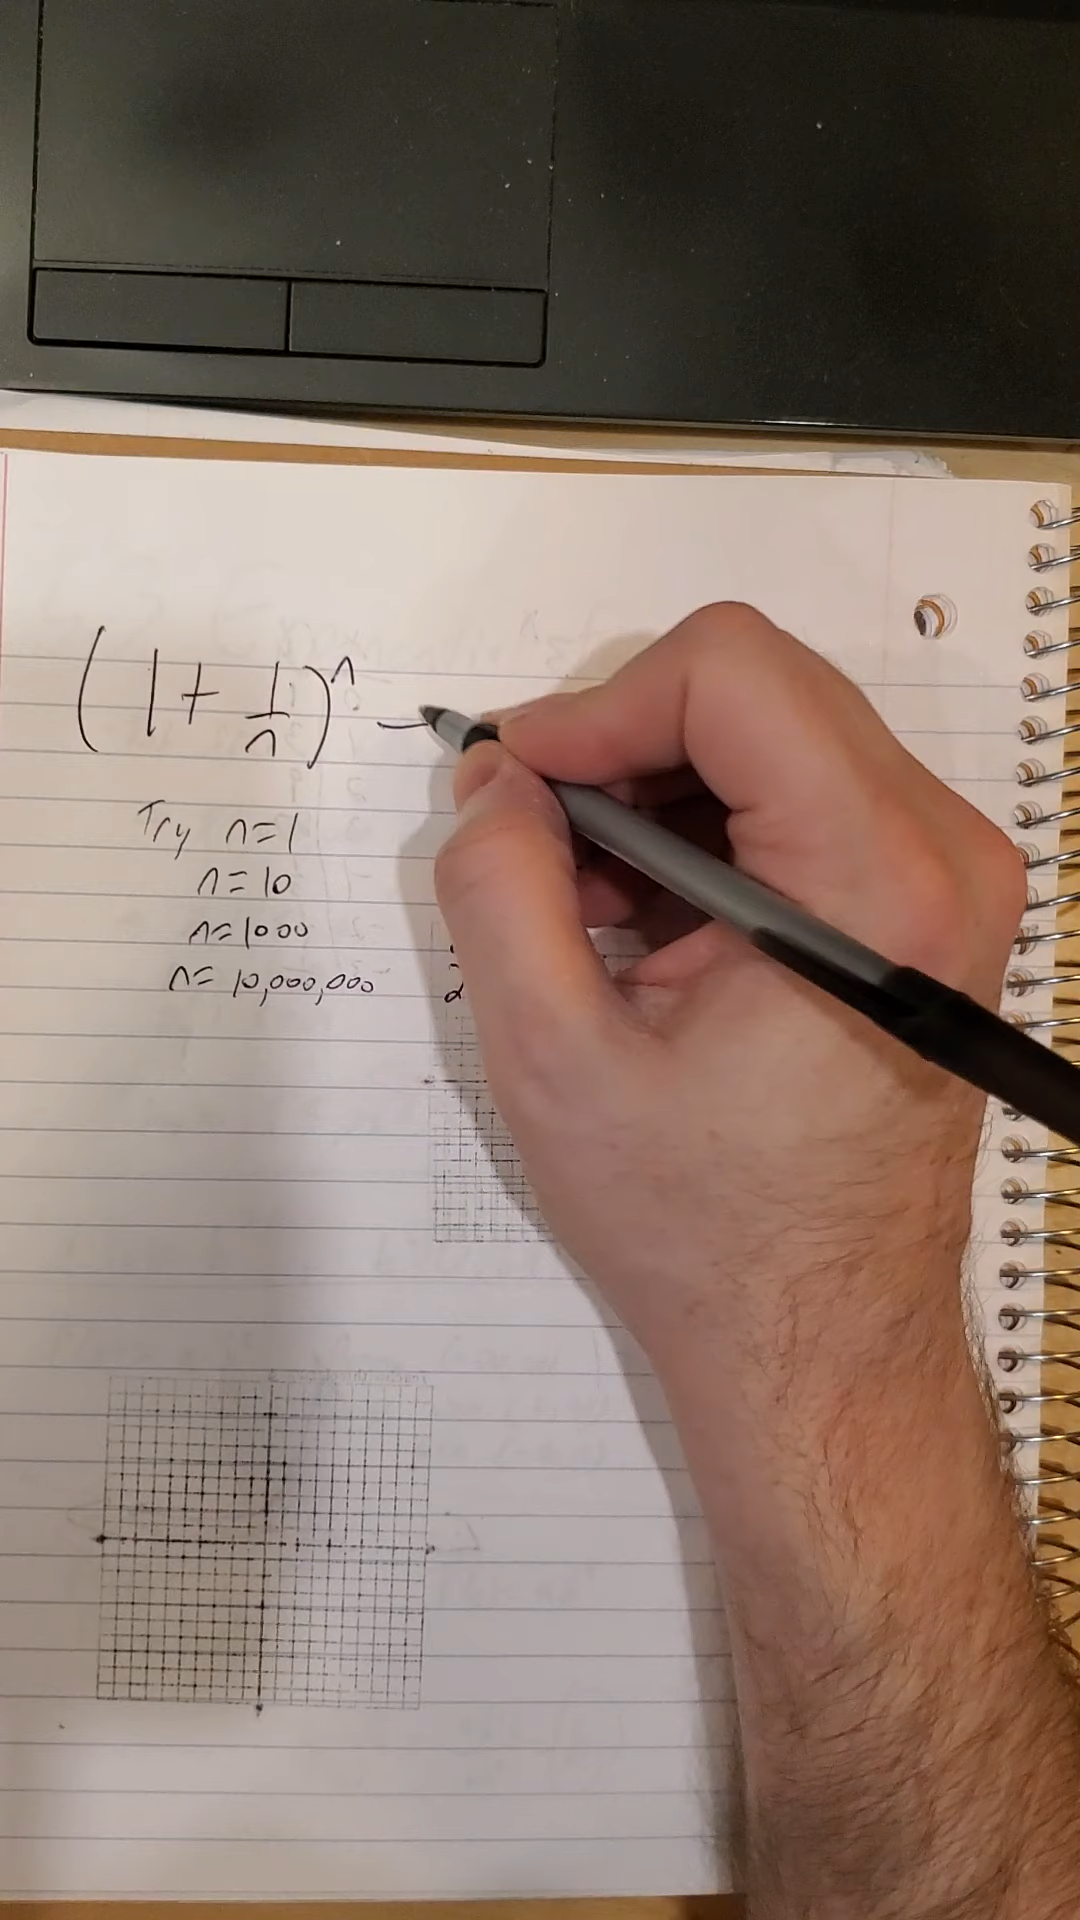 (1 + 1/n)^n —
Try n=1
n=10
n=1000
n= 10,000,000